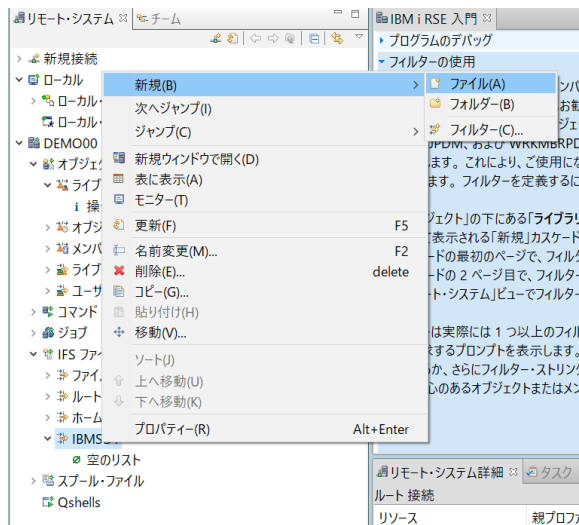 リモート・システム
チーム
新規接続
ローカル
ローカル・
ローカル・
DEMO00
オブジェ
ライブ
操
オブジ
メンバ
ライブ
ユーザ
コマンド
ジョブ
IFS ファ
ファイ
ルート
ホーム
IBMS
空のリスト
スプール・ファイル
Qshells
新規(B)
次へジャンプ(I)
ジャンプ(C)
新規ウィンドウで開く(D)
表に表示(A)
モニター(T)
更新(F) F5
名前変更(M)... F2
削除(E)... delete
コピー(G)...
貼り付け(H)
移動(V)...
ソート(J)
上へ移動(U)
下へ移動(K)
プロパティー(R) Alt+Enter
ファイル(A)
フォルダー(B)
フィルター(C)...
IBM i RSE 入門
プログラムのデバッグ
フィルターの使用
ンバ
お勧
ジェ
PDM、および WRKMBRPD
ます。これにより、ご使用にな
ます。フィルターを定義するに
ジェクト」の下にある「ライブラリ
表示される「新規」カスケード
ードの最初のページで、フィル
ードの 2 ページ目で、フィルター
ート・システム」ビューでフィルター
は実際には 1 つ以上のフィル
求するプロンプトを表示します。
か、さらにフィルター・ストリング
心のあるオブジェクトまたはメン
リモート・システム詳細
タスク
ルート 接続
リソース
親プロファ